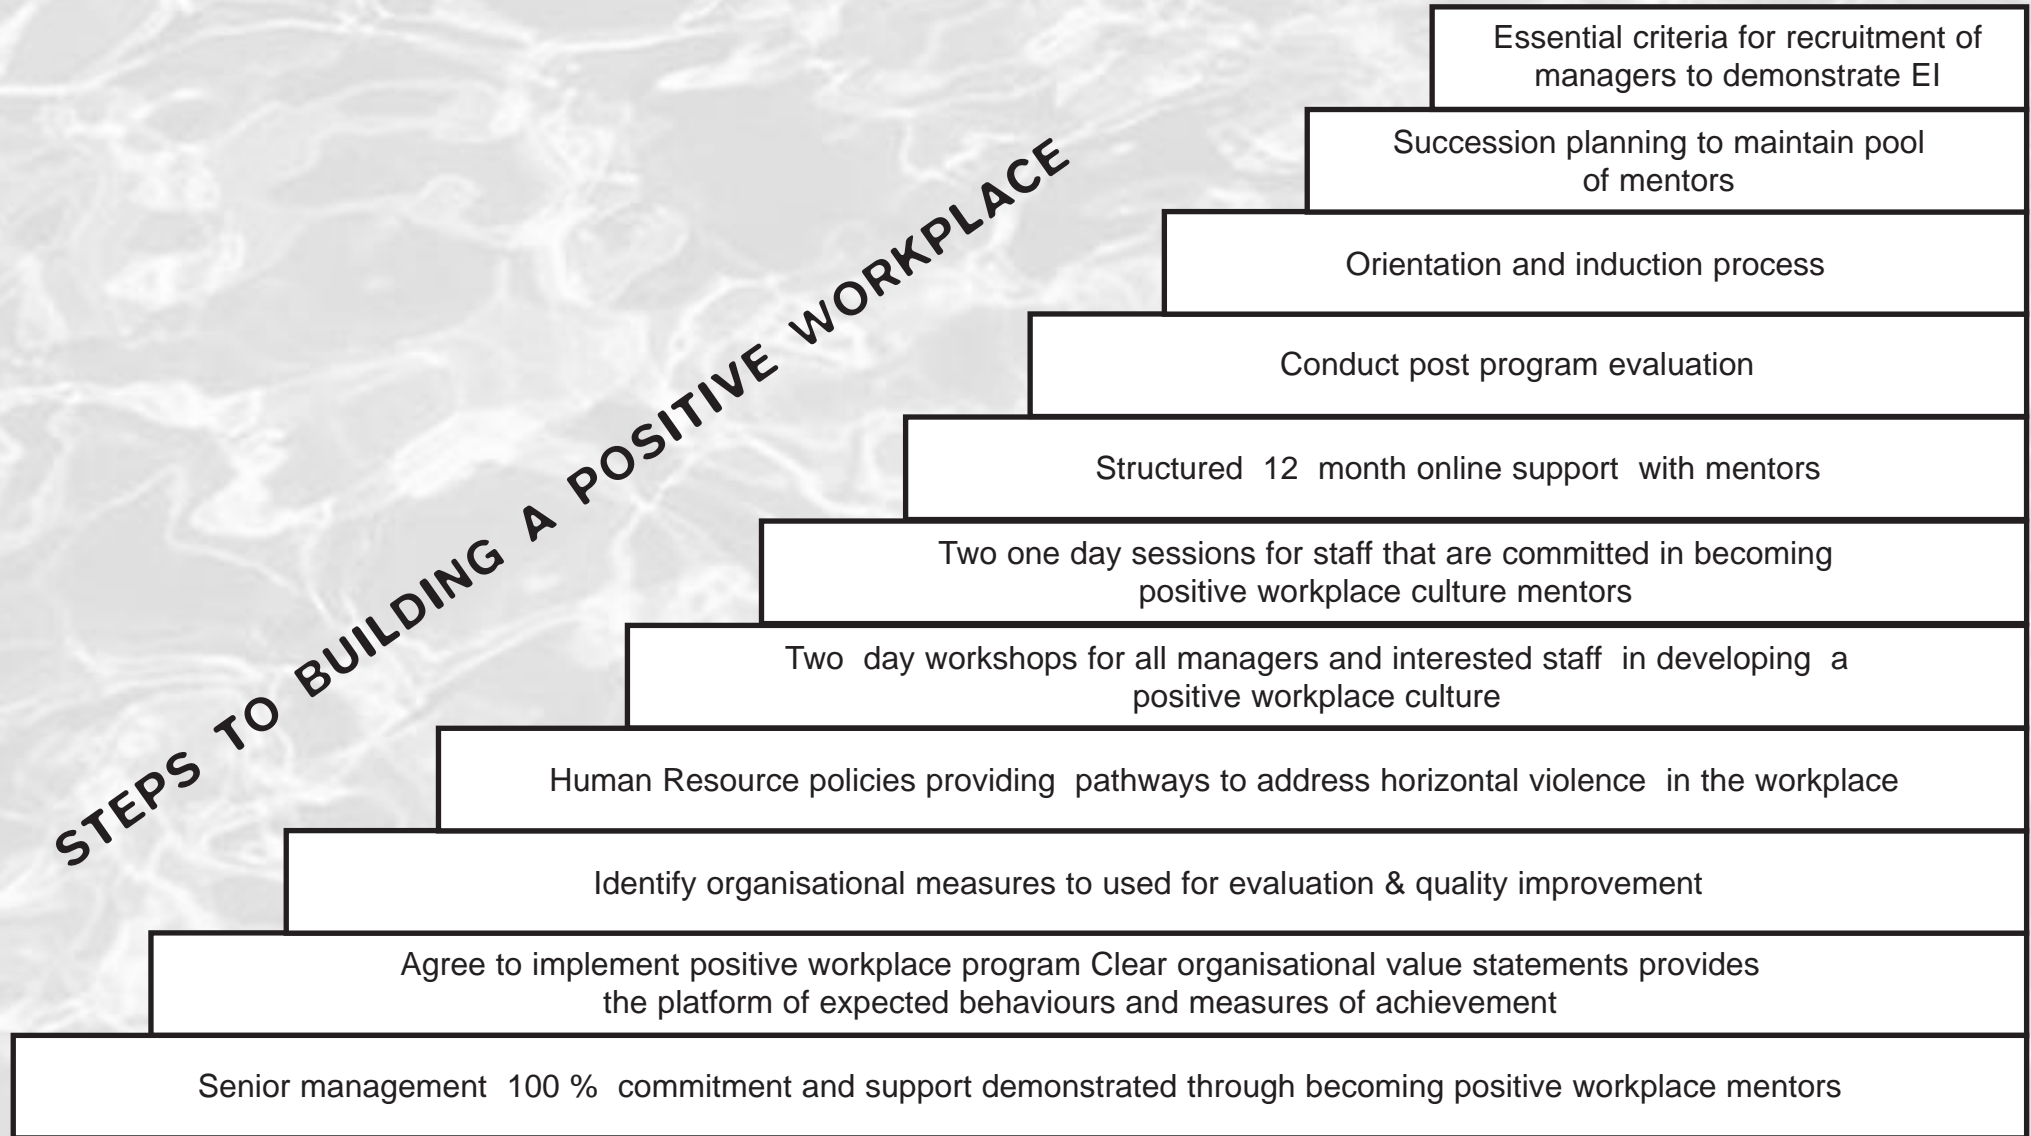 Essential criteria for recruitment of
managers to demonstrate EI
Succession planning to maintain pool
of mentors
Orientation and induction process
Conduct post program evaluation
Structured 12 month online support with mentors
Two one day sessions for staff that are committed in becoming
positive workplace culture mentors
Two day workshops for all managers and interested staff in developing a
positive workplace culture
Human Resource policies providing pathways to address horizontal violence in the workplace
Identify organisational measures to used for evaluation & quality improvement
Agree to implement positive workplace program Clear organisational value statements provides
the platform of expected behaviours and measures of achievement
Senior management 100 % commitment and support demonstrated through becoming positive workplace mentors
STEPS TO BUILDING A POSITIVE WORKPLACE